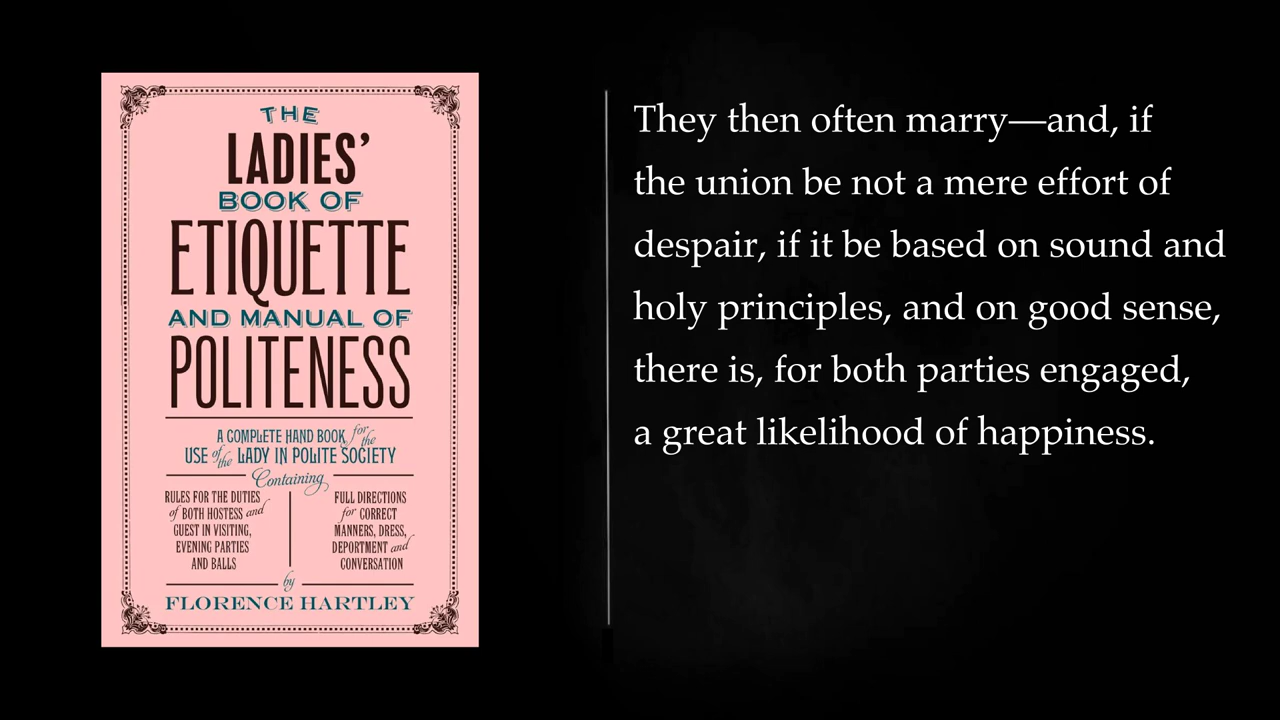 THE
LADIES'
BOOK OF
ETIQUETTE
AND MANUAL OF
POLITENESS
A COMPLETE HAND BOOK for the
USE of the LADY IN POLITE SOCIETY
Containing
RULES FOR THE DUTIES
of BOTH HOSTESS and
GUEST IN VISITING,
EVENING PARTIES
AND BALLS
FULL DIRECTIONS
for CORRECT
MANNERS, DRESS,
DEPORTMENT and
CONVERSATION
by
FLORENCE HARTLEY
They then often marry—and, if
the union be not a mere effort of
despair, if it be based on sound and
holy principles, and on good sense,
there is, for both parties engaged,
a great likelihood of happiness.